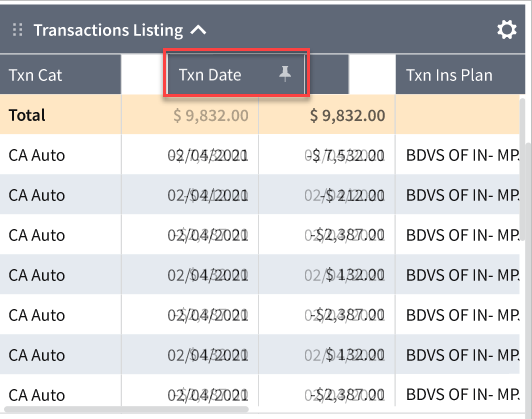 Transactions Listing
Txn Cat Txn Date Txn Ins Plan
Total $ 9,832.00 $ 9,832.00
CA Auto -$ 7,532.00 BDVS OF IN- MP.
CA Auto 02/04/2021 -$ 212.00 BDVS OF IN- MP.
CA Auto 02/04/2021 -$2,387.00 BDVS OF IN- MP.
CA Auto 02/04/2021 $ 132.00 BDVS OF IN- MP.
CA Auto 02/04/2021 -$2,387.00 BDVS OF IN- MP.
CA Auto 02/04/2021 $ 132.00 BDVS OF IN- MP.
CA Auto 02/04/2021 -$2,387.00 BDVS OF IN- MP.